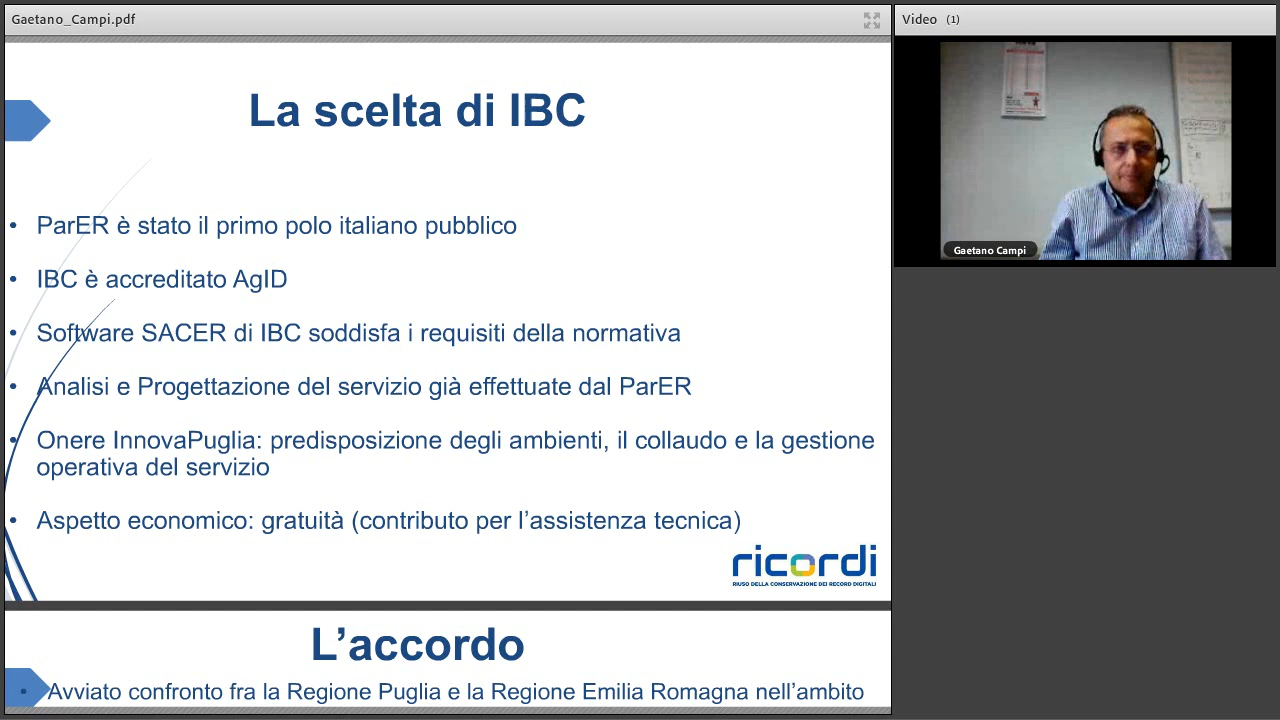 Gaetano_Campi.pdf
Video (1)
La scelta di IBC
• ParER è stato il primo polo italiano pubblico
• IBC è accreditato AgID
• Software SACER di IBC soddisfa i requisiti della normativa
• Analisi e Progettazione del servizio già effettuate dal ParER
• Onere InnovaPuglia: predisposizione degli ambienti, il collaudo e la gestione
operativa del servizio
• Aspetto economico: gratuità (contributo per l’assistenza tecnica)
ricordi
RIUSO DELLA CONSERVAZIONE DEI RECORD DIGITALI
L’accordo
• Avviato confronto fra la Regione Puglia e la Regione Emilia Romagna nell’ambito
Gaetano Campi